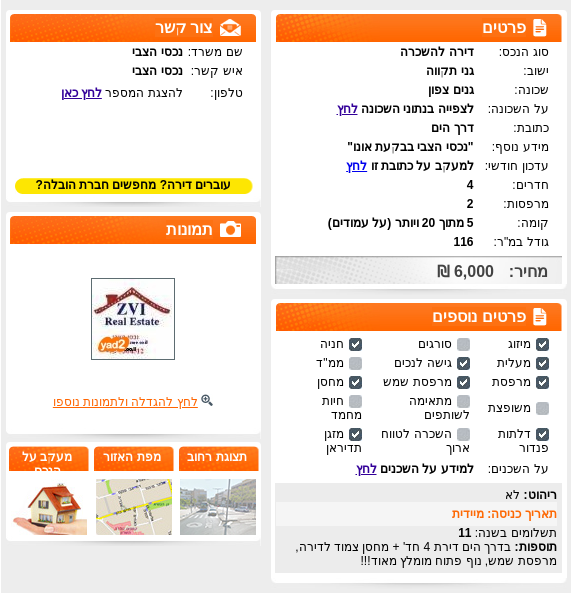 פרטים
סוג הנכס: דירה להשכרה
ישוב: גני תקווה
שכונה: גנים צפון
על השכונה: לצפייה בנתוני השכונה לחץ
כתובת: דרך הים
מידע נוסף: "נכסי הצבי בבקעת אונו"
עדכון חודשי: למעקב על כתובת זו לחץ
חדרים: 4
מרפסות: 2
קומה: 5 מתוך 20 ויותר (על עמודים)
גודל במ"ר: 116
מחיר: 6,000 ₪
פרטים נוספים
מיזוג סורגים חניה
מעלית גישה לנכים ממ"ד
מרפסת מרפסת שמש מחסן
משופצת מתאימה לשותפים חיות מחמד
דלתות פנדור השכרה לטווח ארוך מזגן תדיראן
על השכנים: למידע על השכנים לחץ
ריהוט: לא
תאריך כניסה: מיידית
תשלומים בשנה: 11
תוספות: בדרך הים דירת 4 חד' + מחסן צמוד לדירה,
מרפסת שמש, נוף פתוח מומלץ מאוד!!!
צור קשר
שם משרד: נכסי הצבי
איש קשר: נכסי הצבי
טלפון: להצגת המספר לחץ כאן
עוברים דירה? מחפשים חברת הובלה?
תמונות
ZVI
Real Estate
yad2
לחץ להגדלה ולתמונות נוספו
תצוגת רחוב
מפת האזור
מעקב על
הנכס